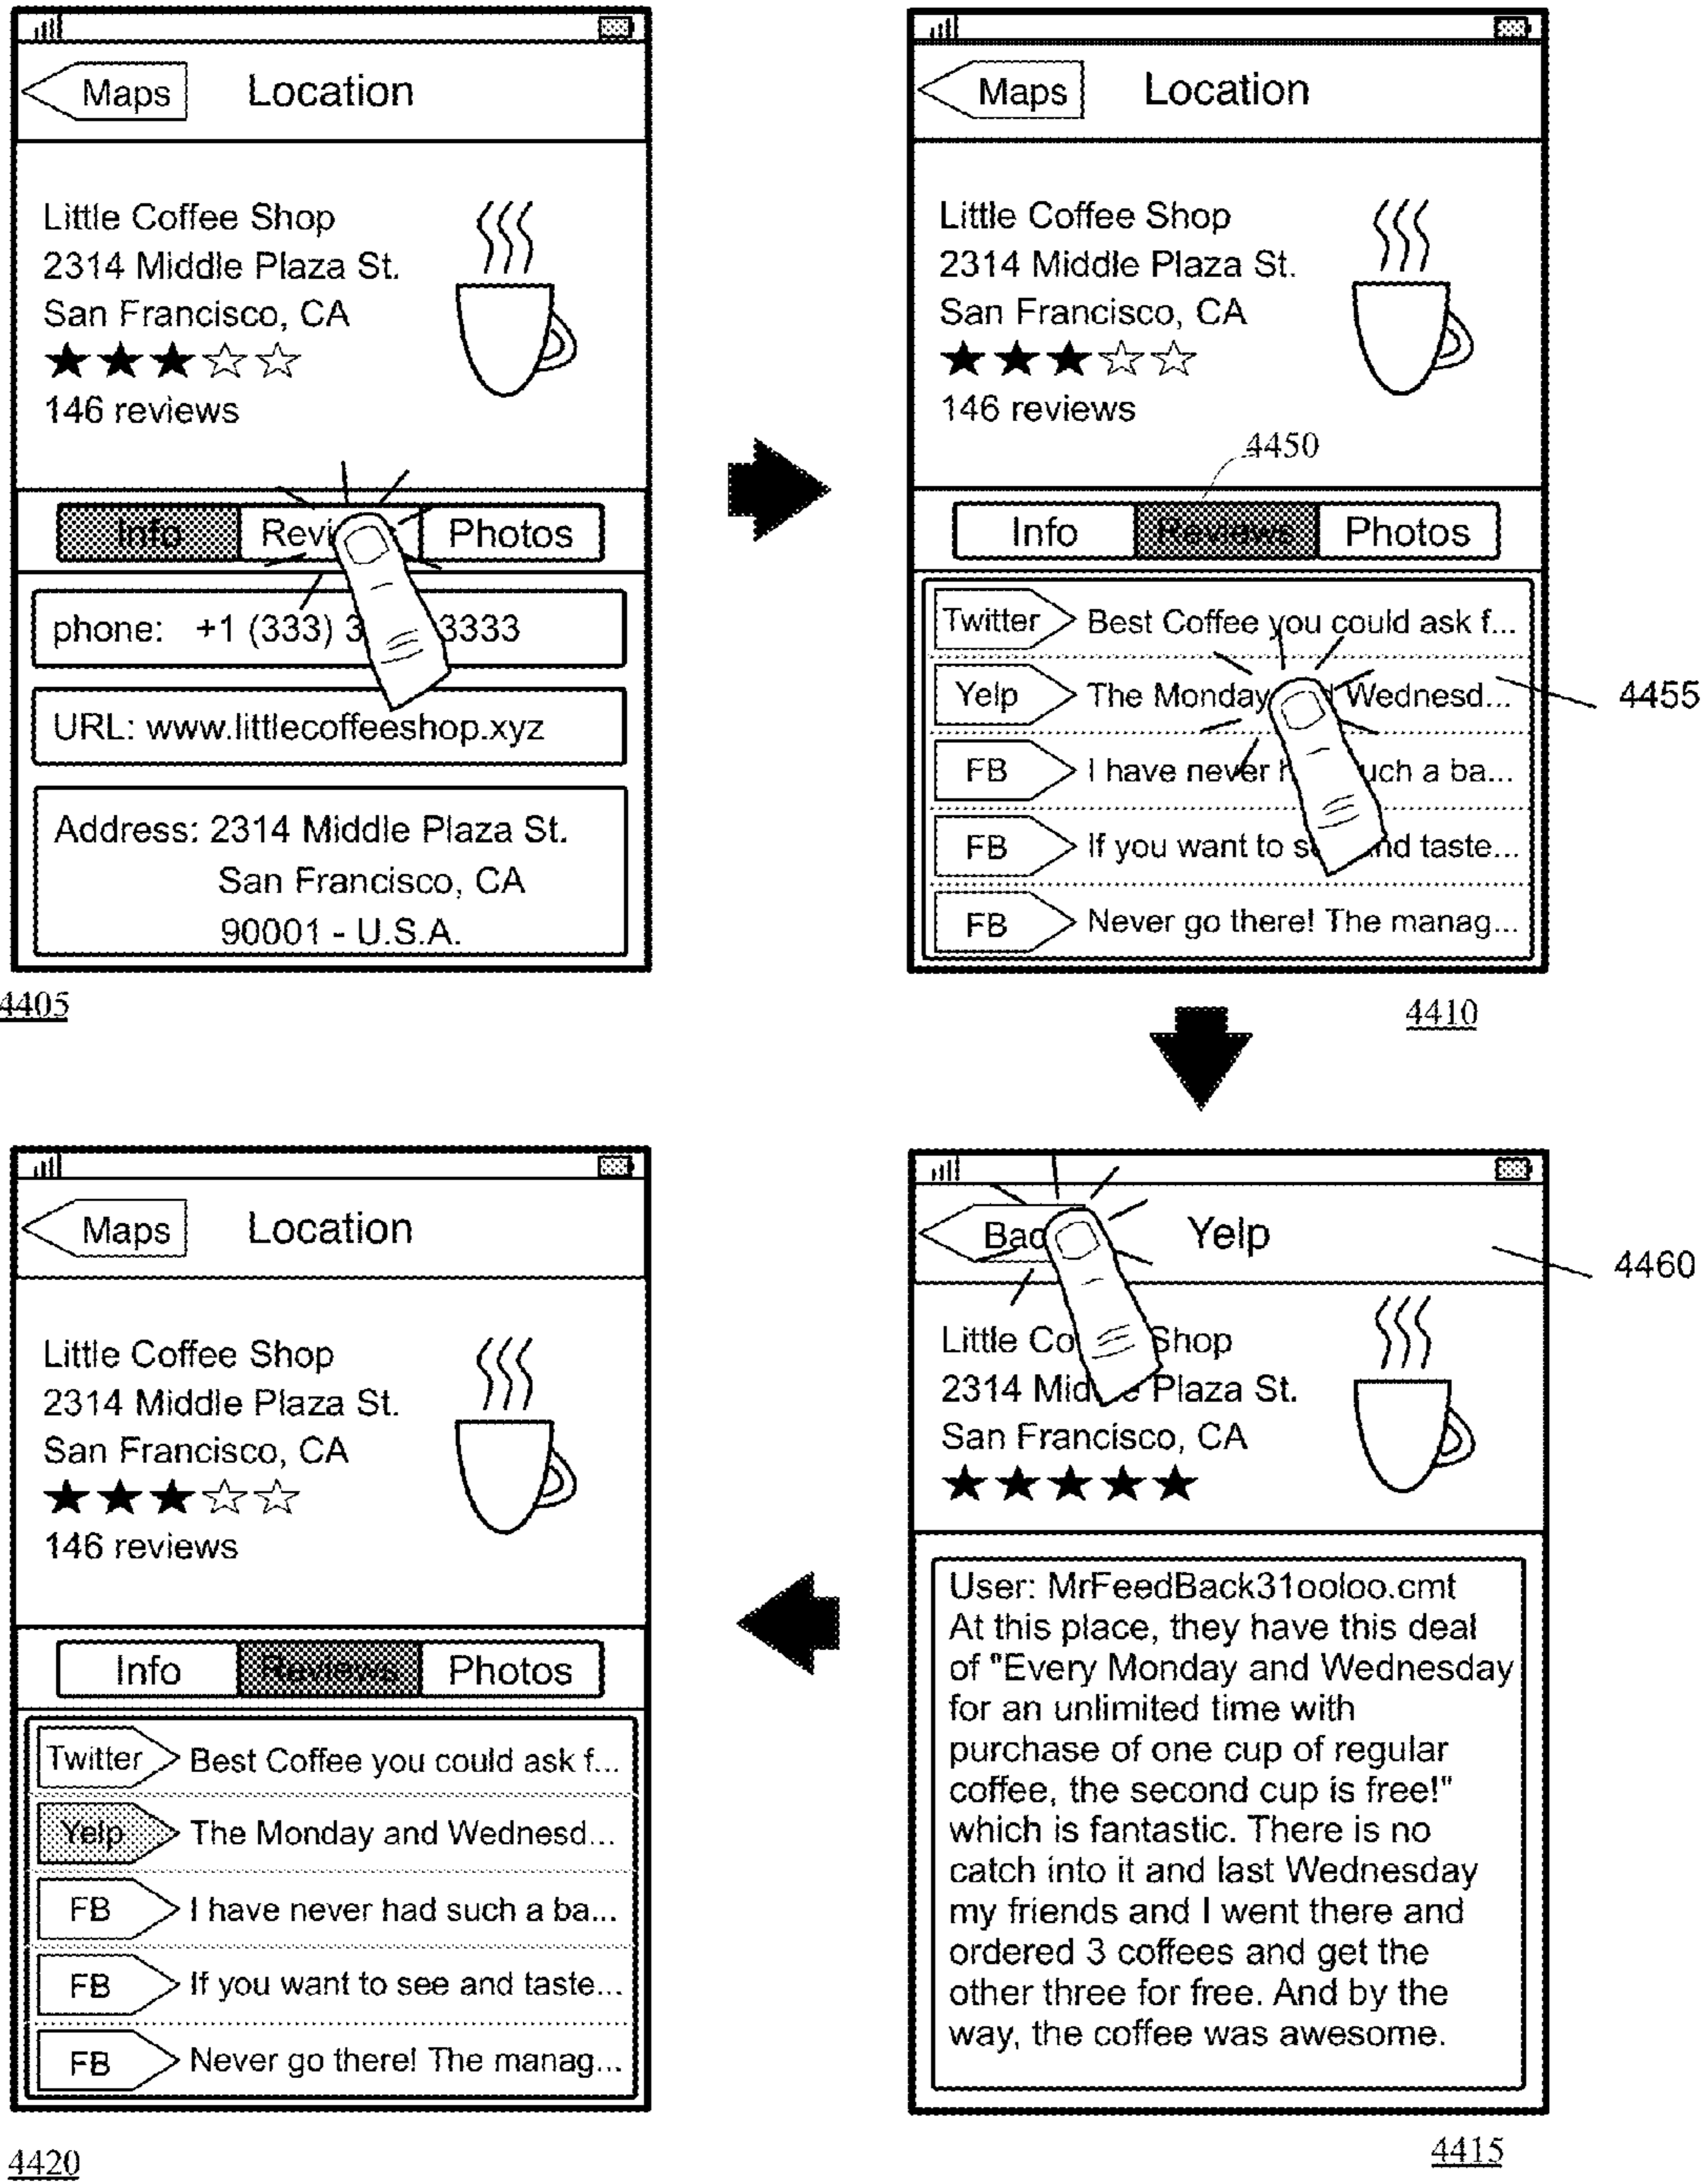 Maps Location
Little Coffee Shop
2314 Middle Plaza St.
San Francisco, CA
146 reviews
Info Photos
phone: +1 (333) 3 3333
URL: www.littlecoffeeshop.xyz
Address: 2314 Middle Plaza St.
San Francisco, CA
90001 - U.S.A.
4405
Maps Location
Little Coffee Shop
2314 Middle Plaza St.
San Francisco, CA
146 reviews
4450
Info Reviews Photos
Twitter Best Coffee you could ask f...
Yelp The Monday Wednesd...
4455
FB I have never such a ba...
FB If you want to and taste...
FB Never go there! The manag...
4410
Yelp
4460
Little Shop
2314 Plaza St.
San Francisco, CA
User: MrFeedBack31ooloo.cmt
At this place, they have this deal
of "Every Monday and Wednesday
for an unlimited time with
purchase of one cup of regular
coffee, the second cup is free!"
which is fantastic. There is no
catch into it and last Wednesday
my friends and I went there and
ordered 3 coffees and get the
other three for free. And by the
way, the coffee was awesome.
4415
Maps Location
Little Coffee Shop
2314 Middle Plaza St.
San Francisco, CA
146 reviews
Info Reviews Photos
Twitter Best Coffee you could ask f...
Yelp The Monday and Wednesd...
FB I have never had such a ba...
FB If you want to see and taste...
FB Never go there! The manag...
4420